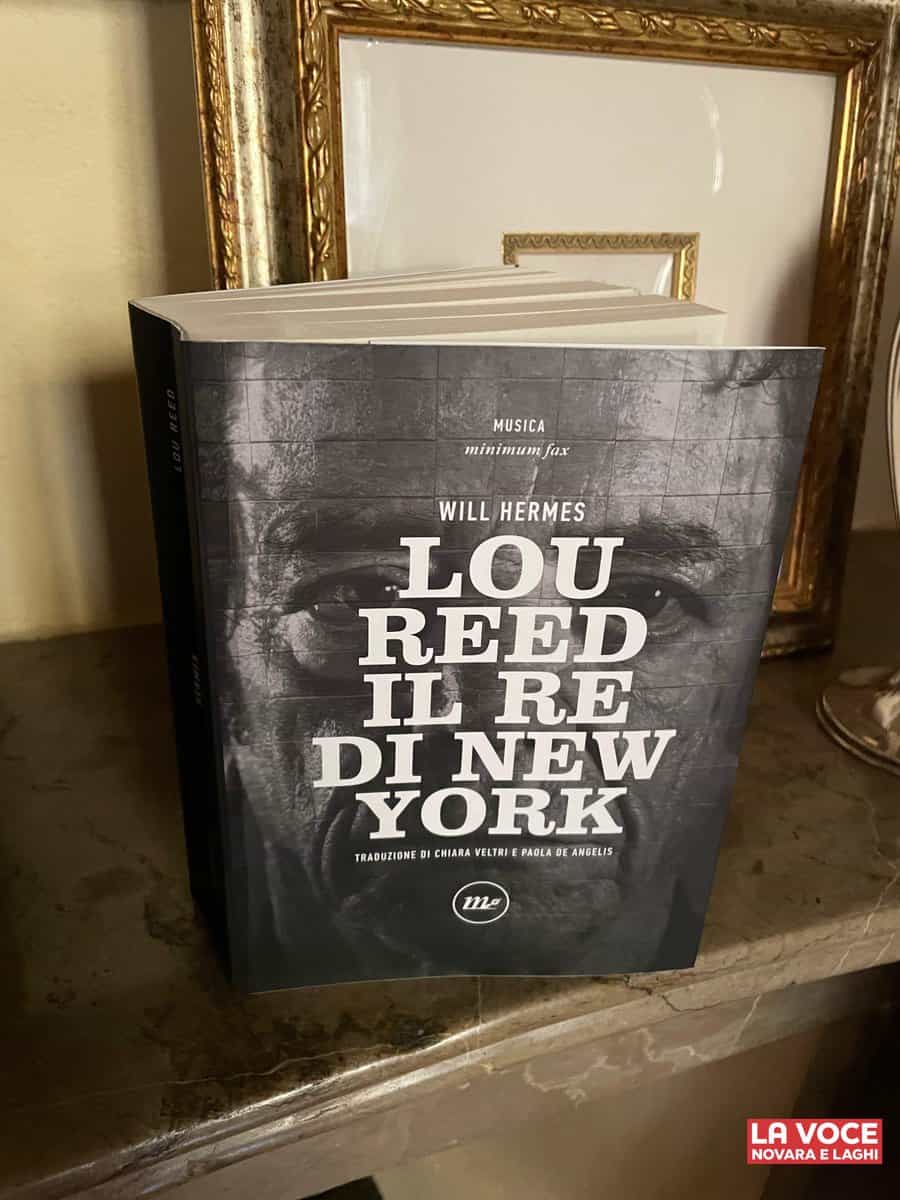 MUSICA
minimum fax
WILL HERMES
LOU
REED
IL RE
DI NEW
YORK
TRADUZIONE DI CHIARA VELTRI E PAOLA DE ANGELIS
m
LOU REED
HERMES
LA VOCE
NOVARA E LAGHI